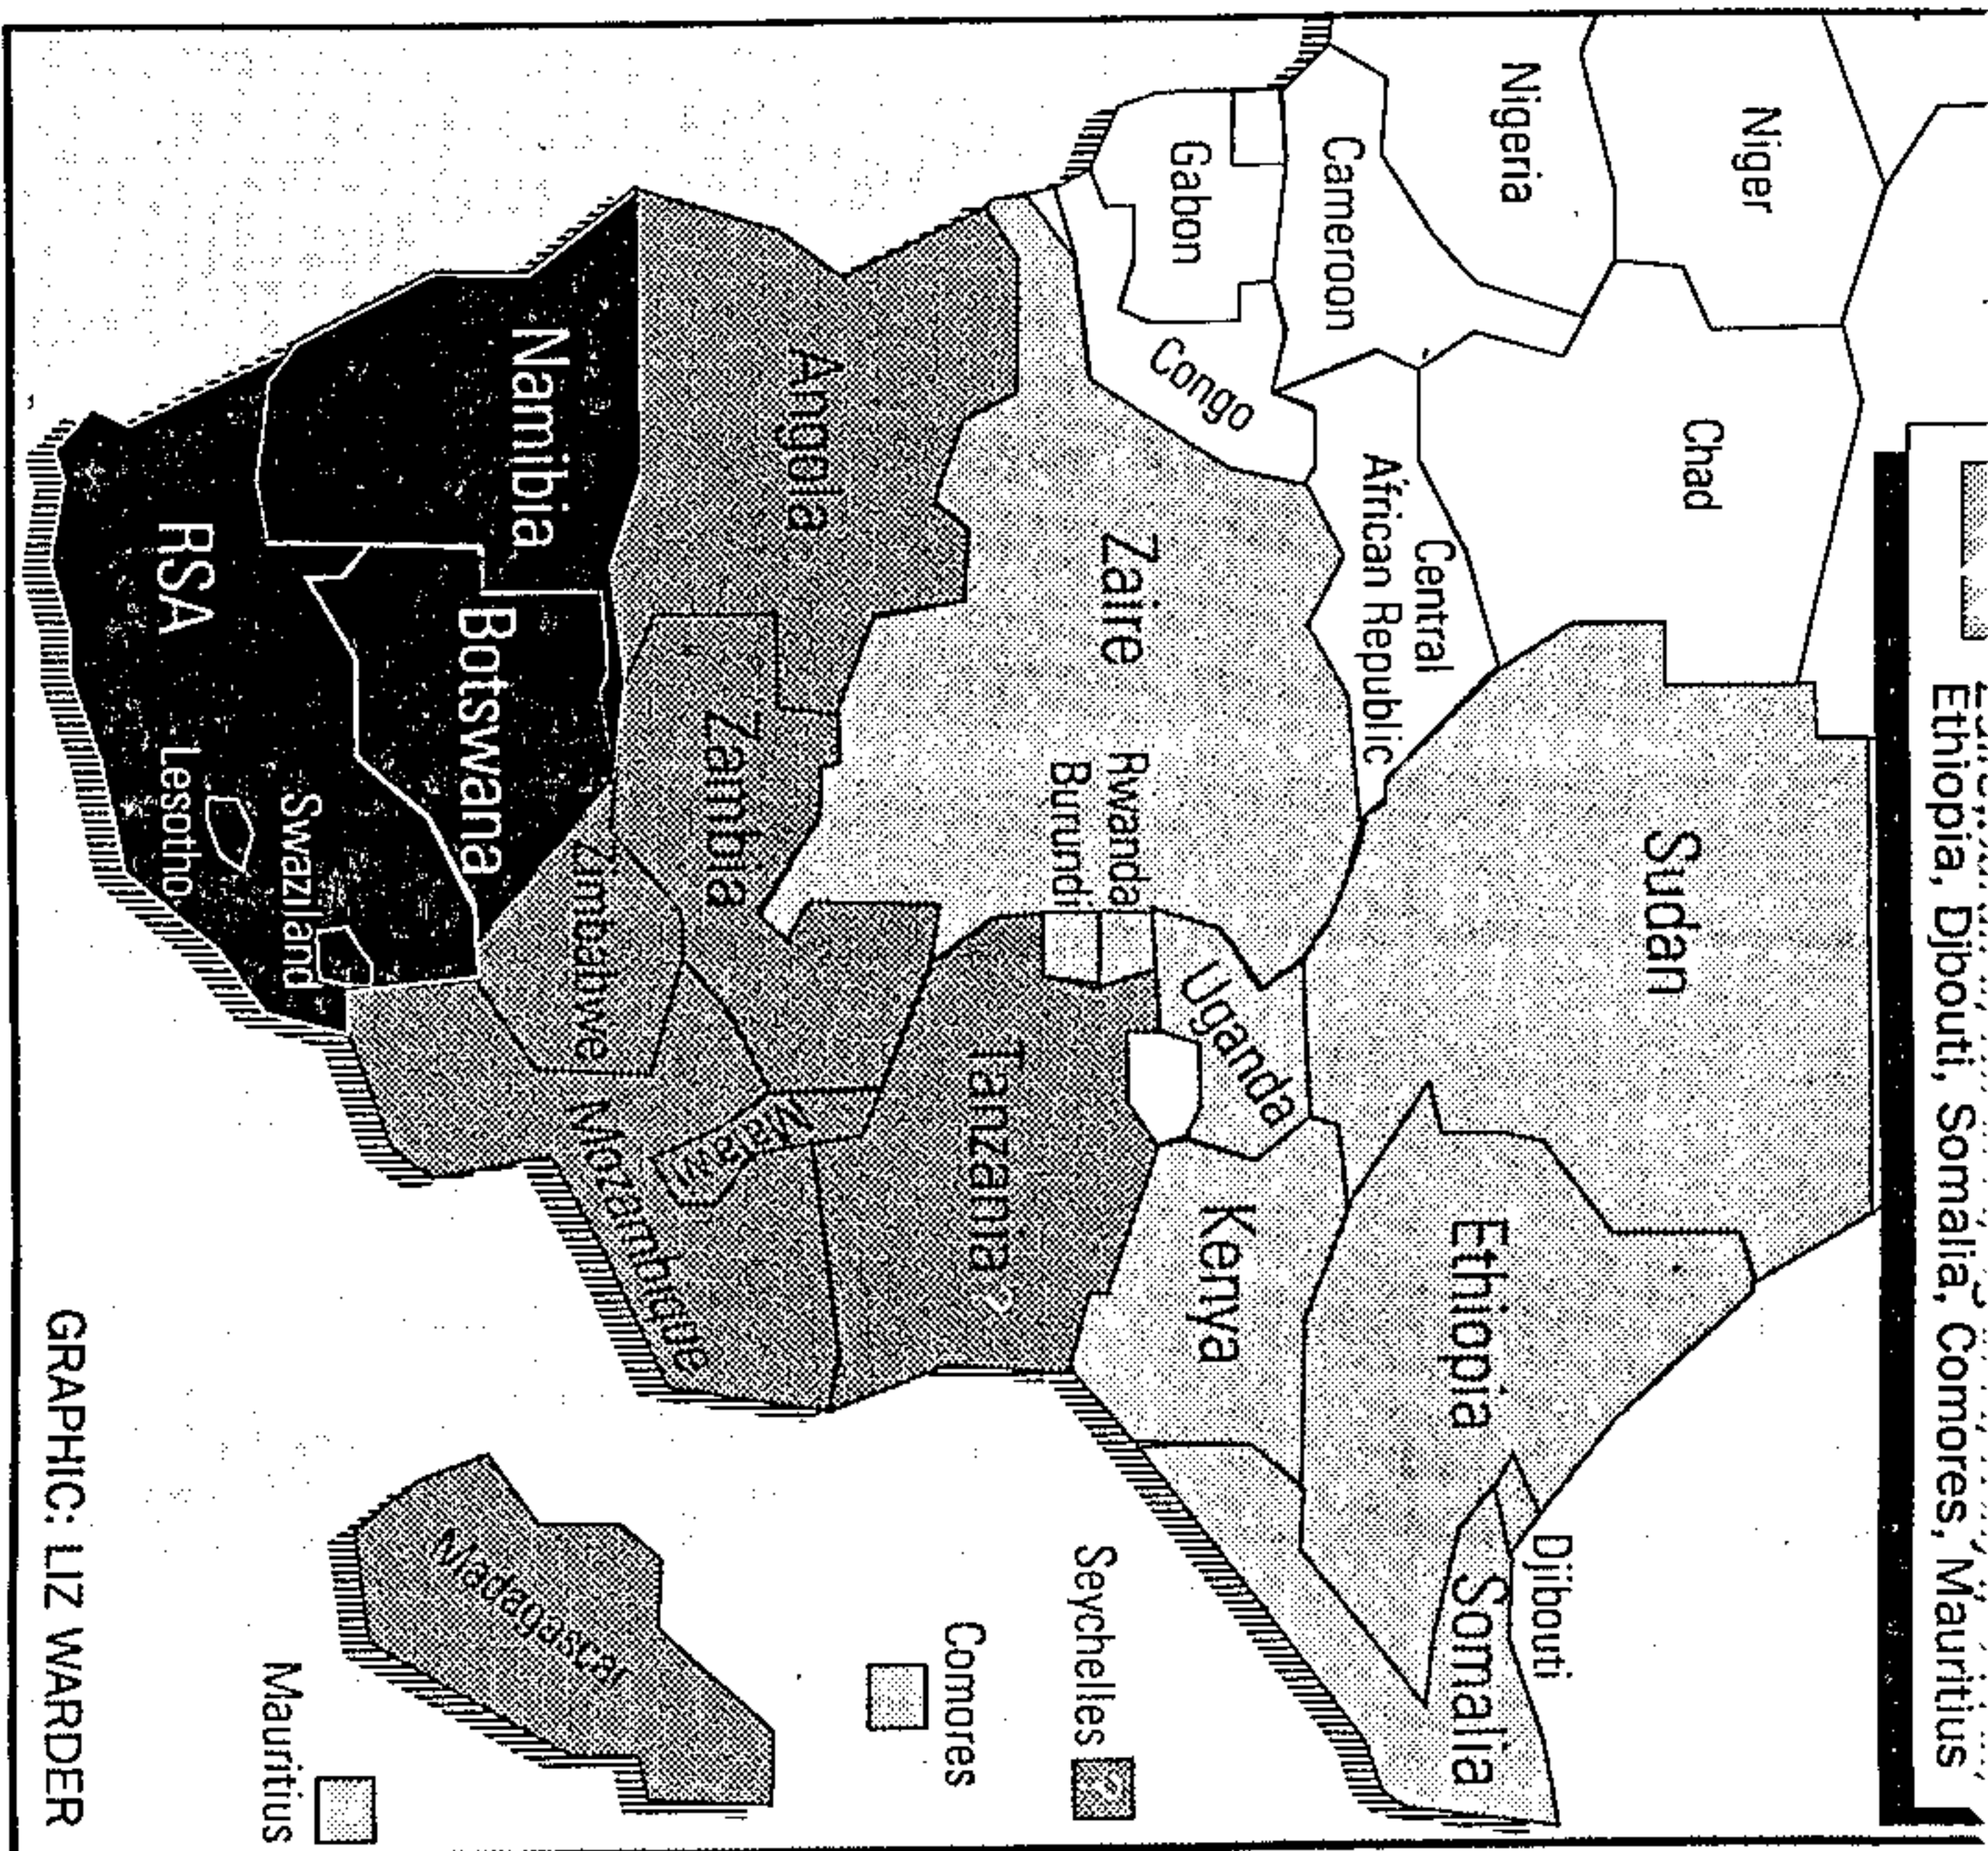 Ethiopia, Djibouti, Somalia, Comores, Mauritius
Niger
Chad
Sudan
Nigeria
Cameroon
Central
African Republic
Ethiopia
Djibouti
Somalia
Gabon
Congo
Uganda
Kenya
Zaire
Rwanda
Burundi
Tanzania?
Seychelles
?
Comores
Angola
Zambia
Malawi
Zimbabwe
Mozambique
Madagascar
Mauritius
Namibia
Botswana
RSA
Swaziland
Lesotho
GRAPHIC: LIZ WARDER